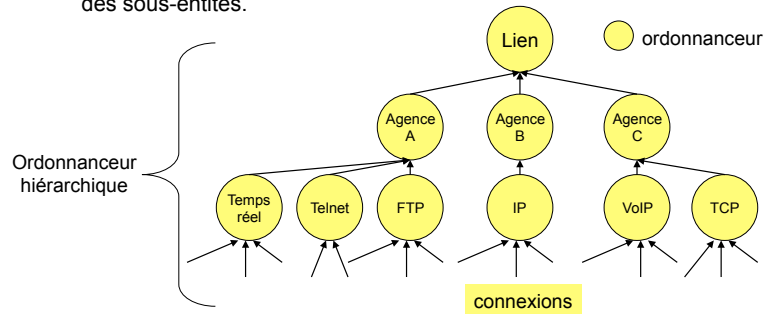 des sous-entités.
Lien
ordonnanceur
Agence
A
Agence
B
Agence
C
Ordonnanceur
hiérarchique
Temps
réel
Telnet
FTP
IP
VoIP
TCP
connexions